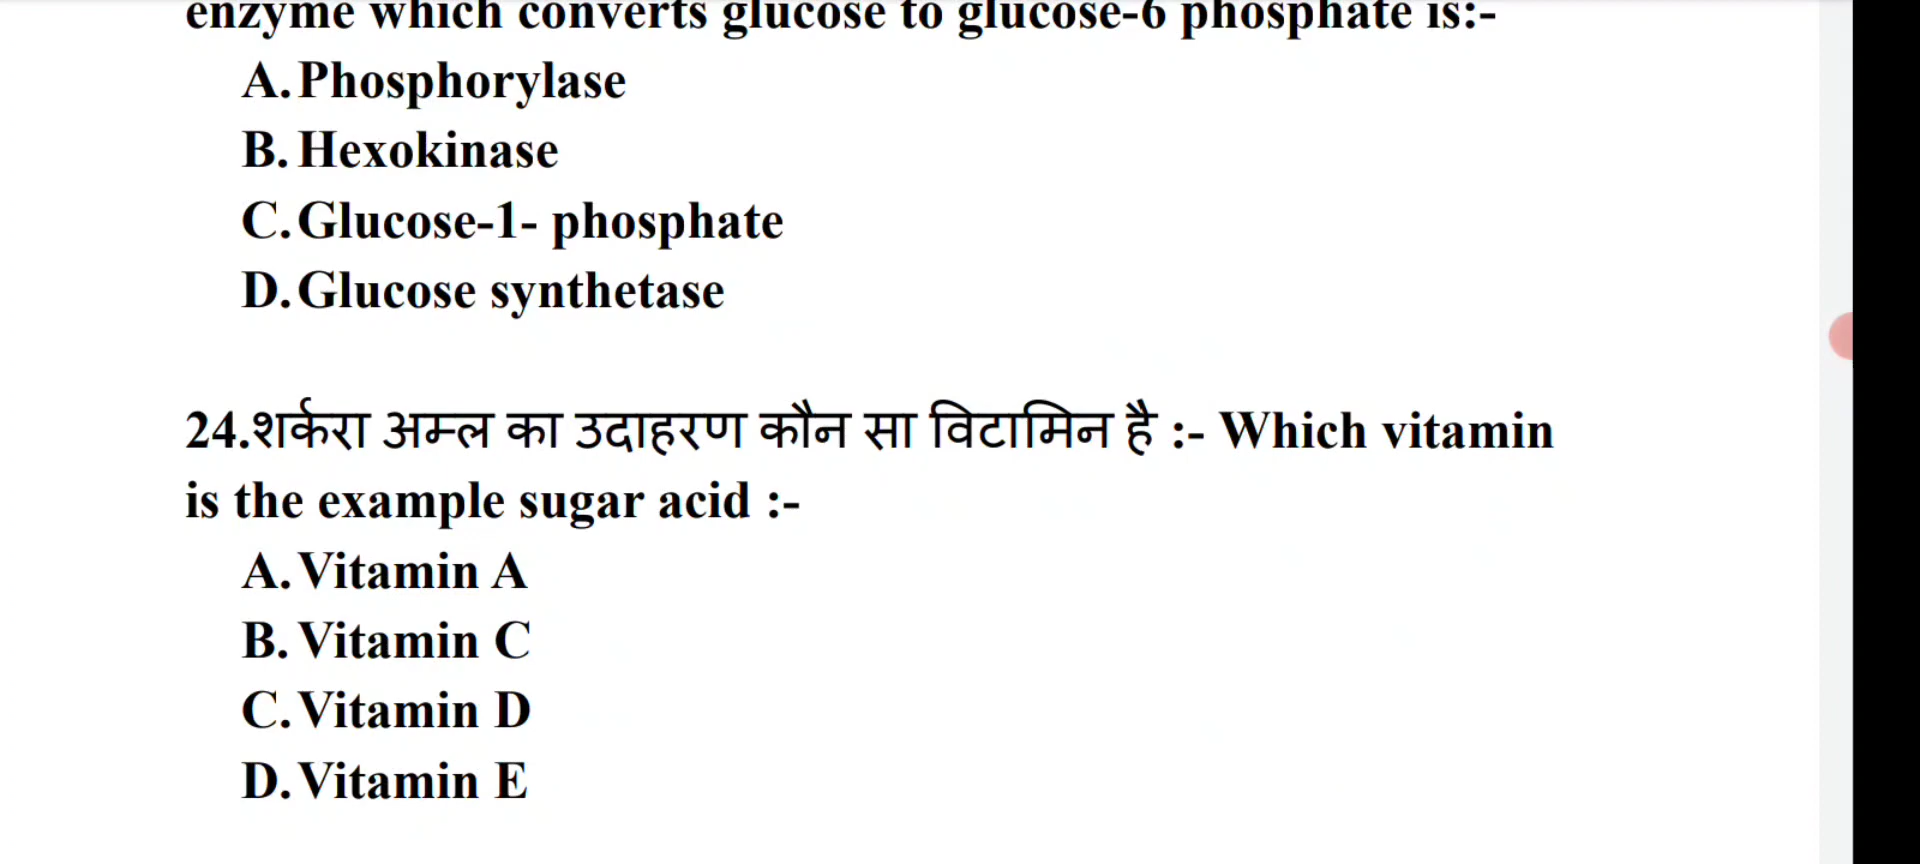 enzyme which converts glucose to glucose-6 phosphate is:-
A. Phosphorylase
B. Hexokinase
C. Glucose-1- phosphate
D. Glucose synthetase
24.शर्करा अम्ल का उदाहरण कौन सा विटामिन है :- Which vitamin
is the example sugar acid :-
A. Vitamin A
B. Vitamin C
C. Vitamin D
D. Vitamin E